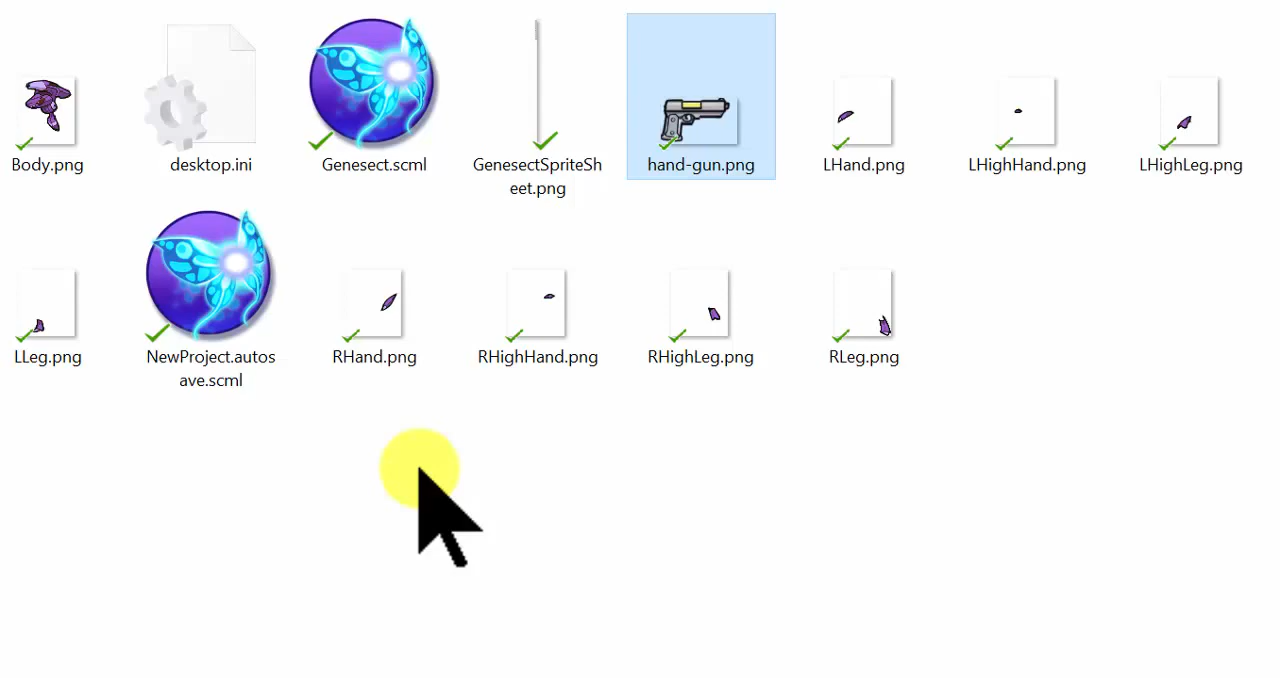 Body.png
desktop.ini
Genesect.scml
GenesectSpriteSh
eet.png
hand-gun.png
LHand.png
LHighHand.png
LHighLeg.png
LLeg.png
NewProject.autos
ave.scml
RHand.png
RHighHand.png
RHighLeg.png
RLeg.png